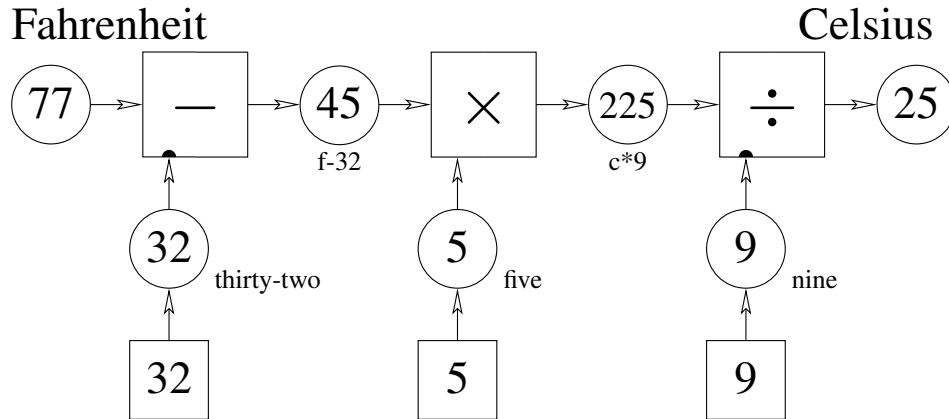 Fahrenheit Celsius
77 − 45 × 225 ÷ 25
f-32 c*9
32 5 9
thirty-two five nine
32 5 9